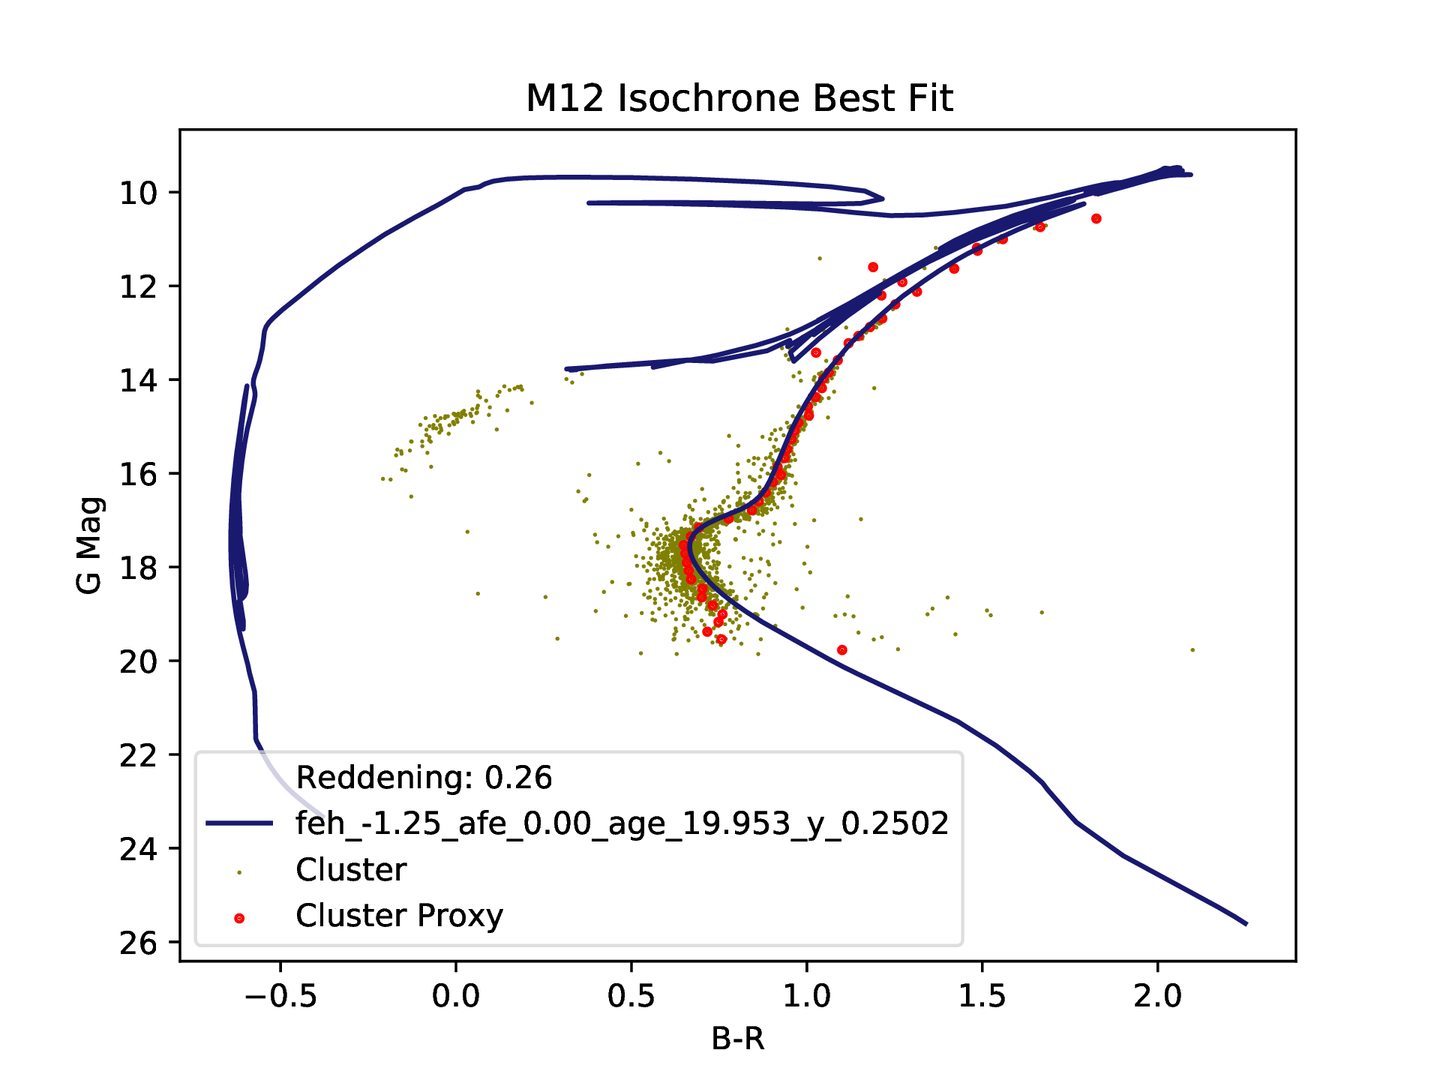 M12 Isochrone Best Fit
10
12
14
16
18
20
22
24
26
G Mag
Reddening: 0.26
feh_-1.25_afe_0.00_age_19.953_y_0.2502
Cluster
Cluster Proxy
−0.5 0.0 0.5 1.0 1.5 2.0
B-R